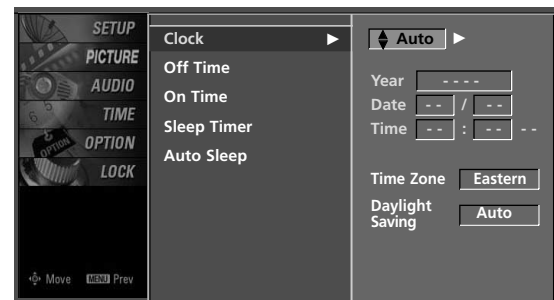 SETUP
PICTURE
AUDIO
TIME
OPTION
LOCK
Move MENU Prev
Clock
Off Time
On Time
Sleep Timer
Auto Sleep
Auto
Year - - - -
Date - - / - -
Time - - : - - - -
Time Zone Eastern
Daylight
Saving Auto